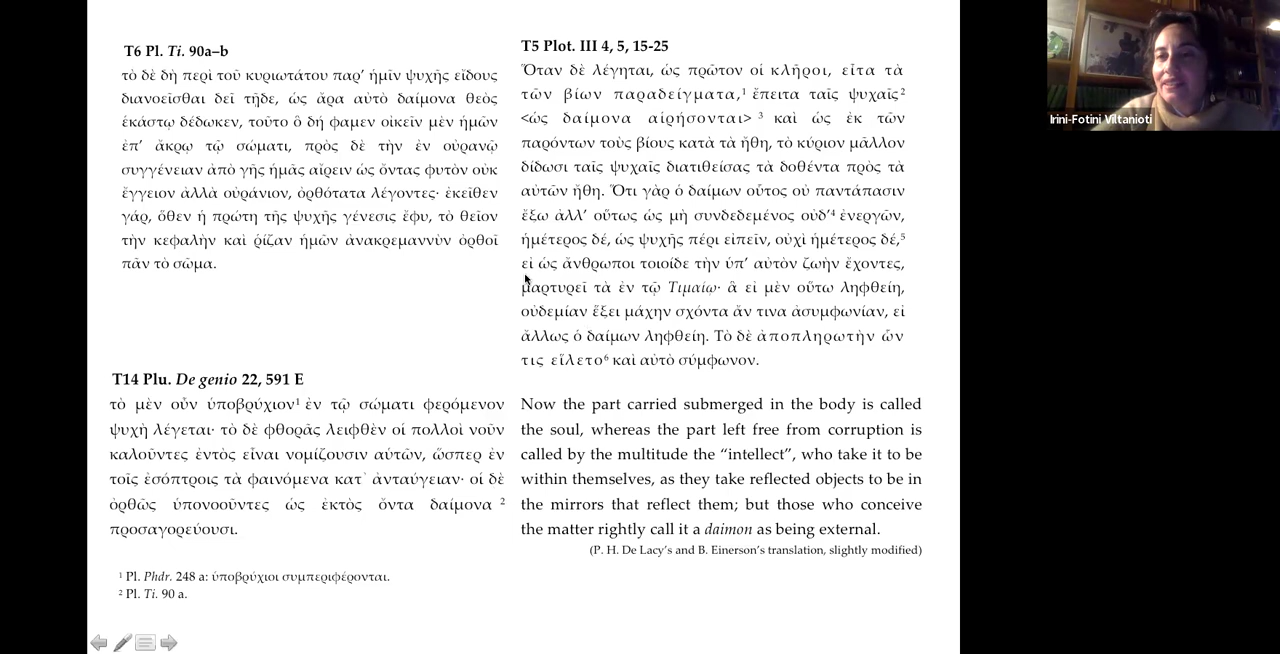 T6 Pl. Ti. 90a–b
τὸ δὲ δὴ περὶ τοῦ κυριωτάτου παρ’ ἡμῖν ψυχῆς εἴδους
διανοεῖσθαι δεῖ τῇδε, ὡς ἄρα αὐτὸ δαίμονα θεὸς
ἑκάστῳ δέδωκεν, τοῦτο ὃ δή φαμεν οἰκεῖν μὲν ἡμῶν
ἐπ’ ἄκρῳ τῷ σώματι, πρὸς δὲ τὴν ἐν οὐρανῷ
συγγένειαν ἀπὸ γῆς ἡμᾶς αἴρειν ὡς ὄντας φυτὸν οὐκ
ἔγγειον ἀλλὰ οὐράνιον, ὀρθότατα λέγοντες· ἐκεῖθεν
γάρ, ὅθεν ἡ πρώτη τῆς ψυχῆς γένεσις ἔφυ, τὸ θεῖον
τὴν κεφαλὴν καὶ ῥίζαν ἡμῶν ἀνακρεμαννὺν ὀρθοῖ
πᾶν τὸ σῶμα.
T5 Plot. III 4, 5, 15-25
Ὅταν δὲ λέγηται, ὡς πρῶτον οἱ κλῆροι, εἶτα τὰ
τῶν βίων παραδείγματα,¹ ἔπειτα ταῖς ψυχαῖς²
<ὡς δαίμονα αἱρήσονται> ³ καὶ ὡς ἐκ τῶν
παρόντων τοὺς βίους κατὰ τὰ ἤθη, τὸ κύριον μᾶλλον
δίδωσι ταῖς ψυχαῖς διατιθείσας τὰ δοθέντα πρὸς τὰ
αὐτῶν ἤθη. Ὅτι γὰρ ὁ δαίμων οὗτος οὐ παντάπασιν
ἔξω ἀλλ’ οὕτως ὡς μὴ συνδεδεμένος οὐδ’⁴ ἐνεργῶν,
ἡμέτερος δέ, ὡς ψυχῆς πέρι εἰπεῖν, οὐχὶ ἡμέτερος δέ,⁵
εἰ ὡς ἄνθρωποι τοιοίδε τὴν ὑπ’ αὐτὸν ζωὴν ἔχοντες,
μαρτυρεῖ τὰ ἐν τῷ Τιμαίῳ· ἃ εἰ μὲν οὕτω ληφθείη,
οὐδεμίαν ἕξει μάχην σχόντα ἄν τινα ἀσυμφωνίαν, εἰ
ἄλλως ὁ δαίμων ληφθείη. Τὸ δὲ ἀποπληρωτὴν ὧν
τις εἵλετο⁶ καὶ αὐτὸ σύμφωνον.
T14 Plu. De genio 22, 591 E
τὸ μὲν οὖν ὑποβρύχιον¹ ἐν τῷ σώματι φερόμενον
ψυχὴ λέγεται· τὸ δὲ φθορᾶς λειφθὲν οἱ πολλοὶ νοῦν
καλοῦντες ἐντὸς εἶναι νομίζουσιν αὑτῶν, ὥσπερ ἐν
τοῖς ἐσόπτροις τὰ φαινόμενα κατ` ἀνταύγειαν· οἱ δὲ
ὀρθῶς ὑπονοοῦντες ὡς ἐκτὸς ὄντα δαίμονα ²
προσαγορεύουσι.
Now the part carried submerged in the body is called
the soul, whereas the part left free from corruption is
called by the multitude the “intellect”, who take it to be
within themselves, as they take reflected objects to be in
the mirrors that reflect them; but those who conceive
the matter rightly call it a daimon as being external.
(P. H. De Lacy’s and B. Einerson’s translation, slightly modified)
¹ Pl. Phdr. 248 a: ὑποβρύχιοι συμπεριφέρονται.
² Pl. Ti. 90 a.
Irini-Fotini Viltanioti